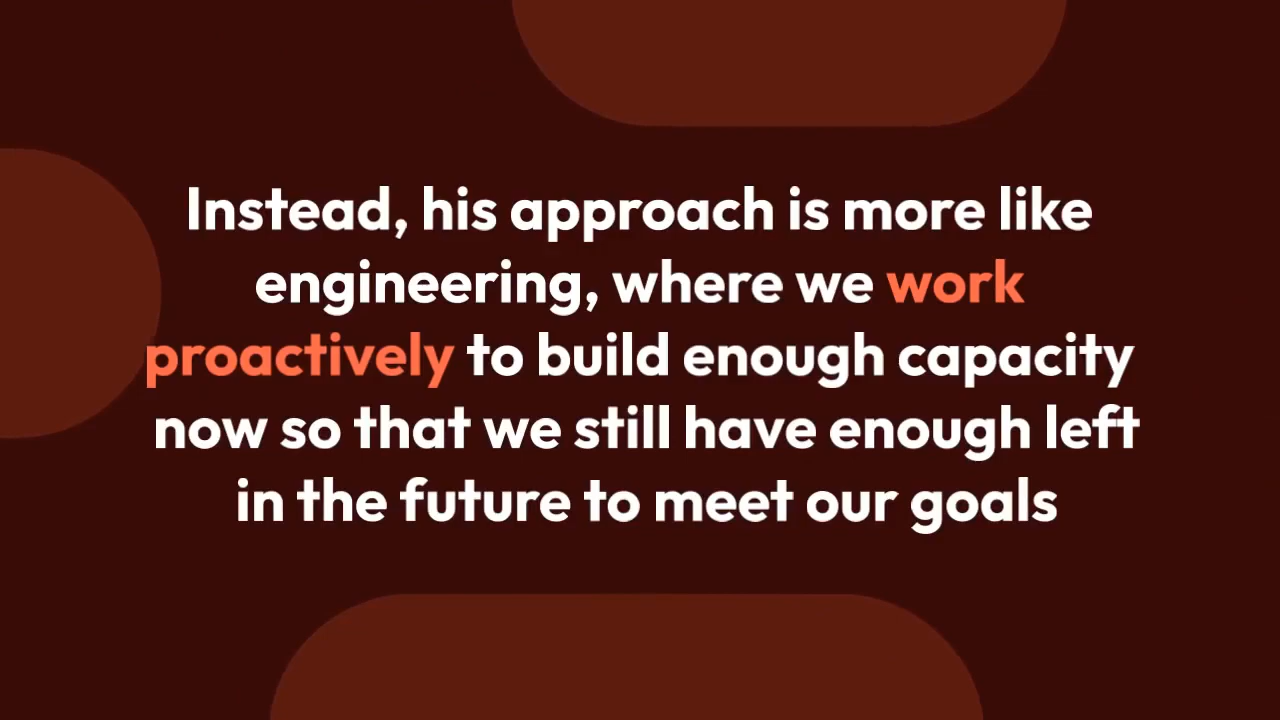 Instead, his approach is more like
engineering, where we work
proactively to build enough capacity
now so that we still have enough left
in the future to meet our goals